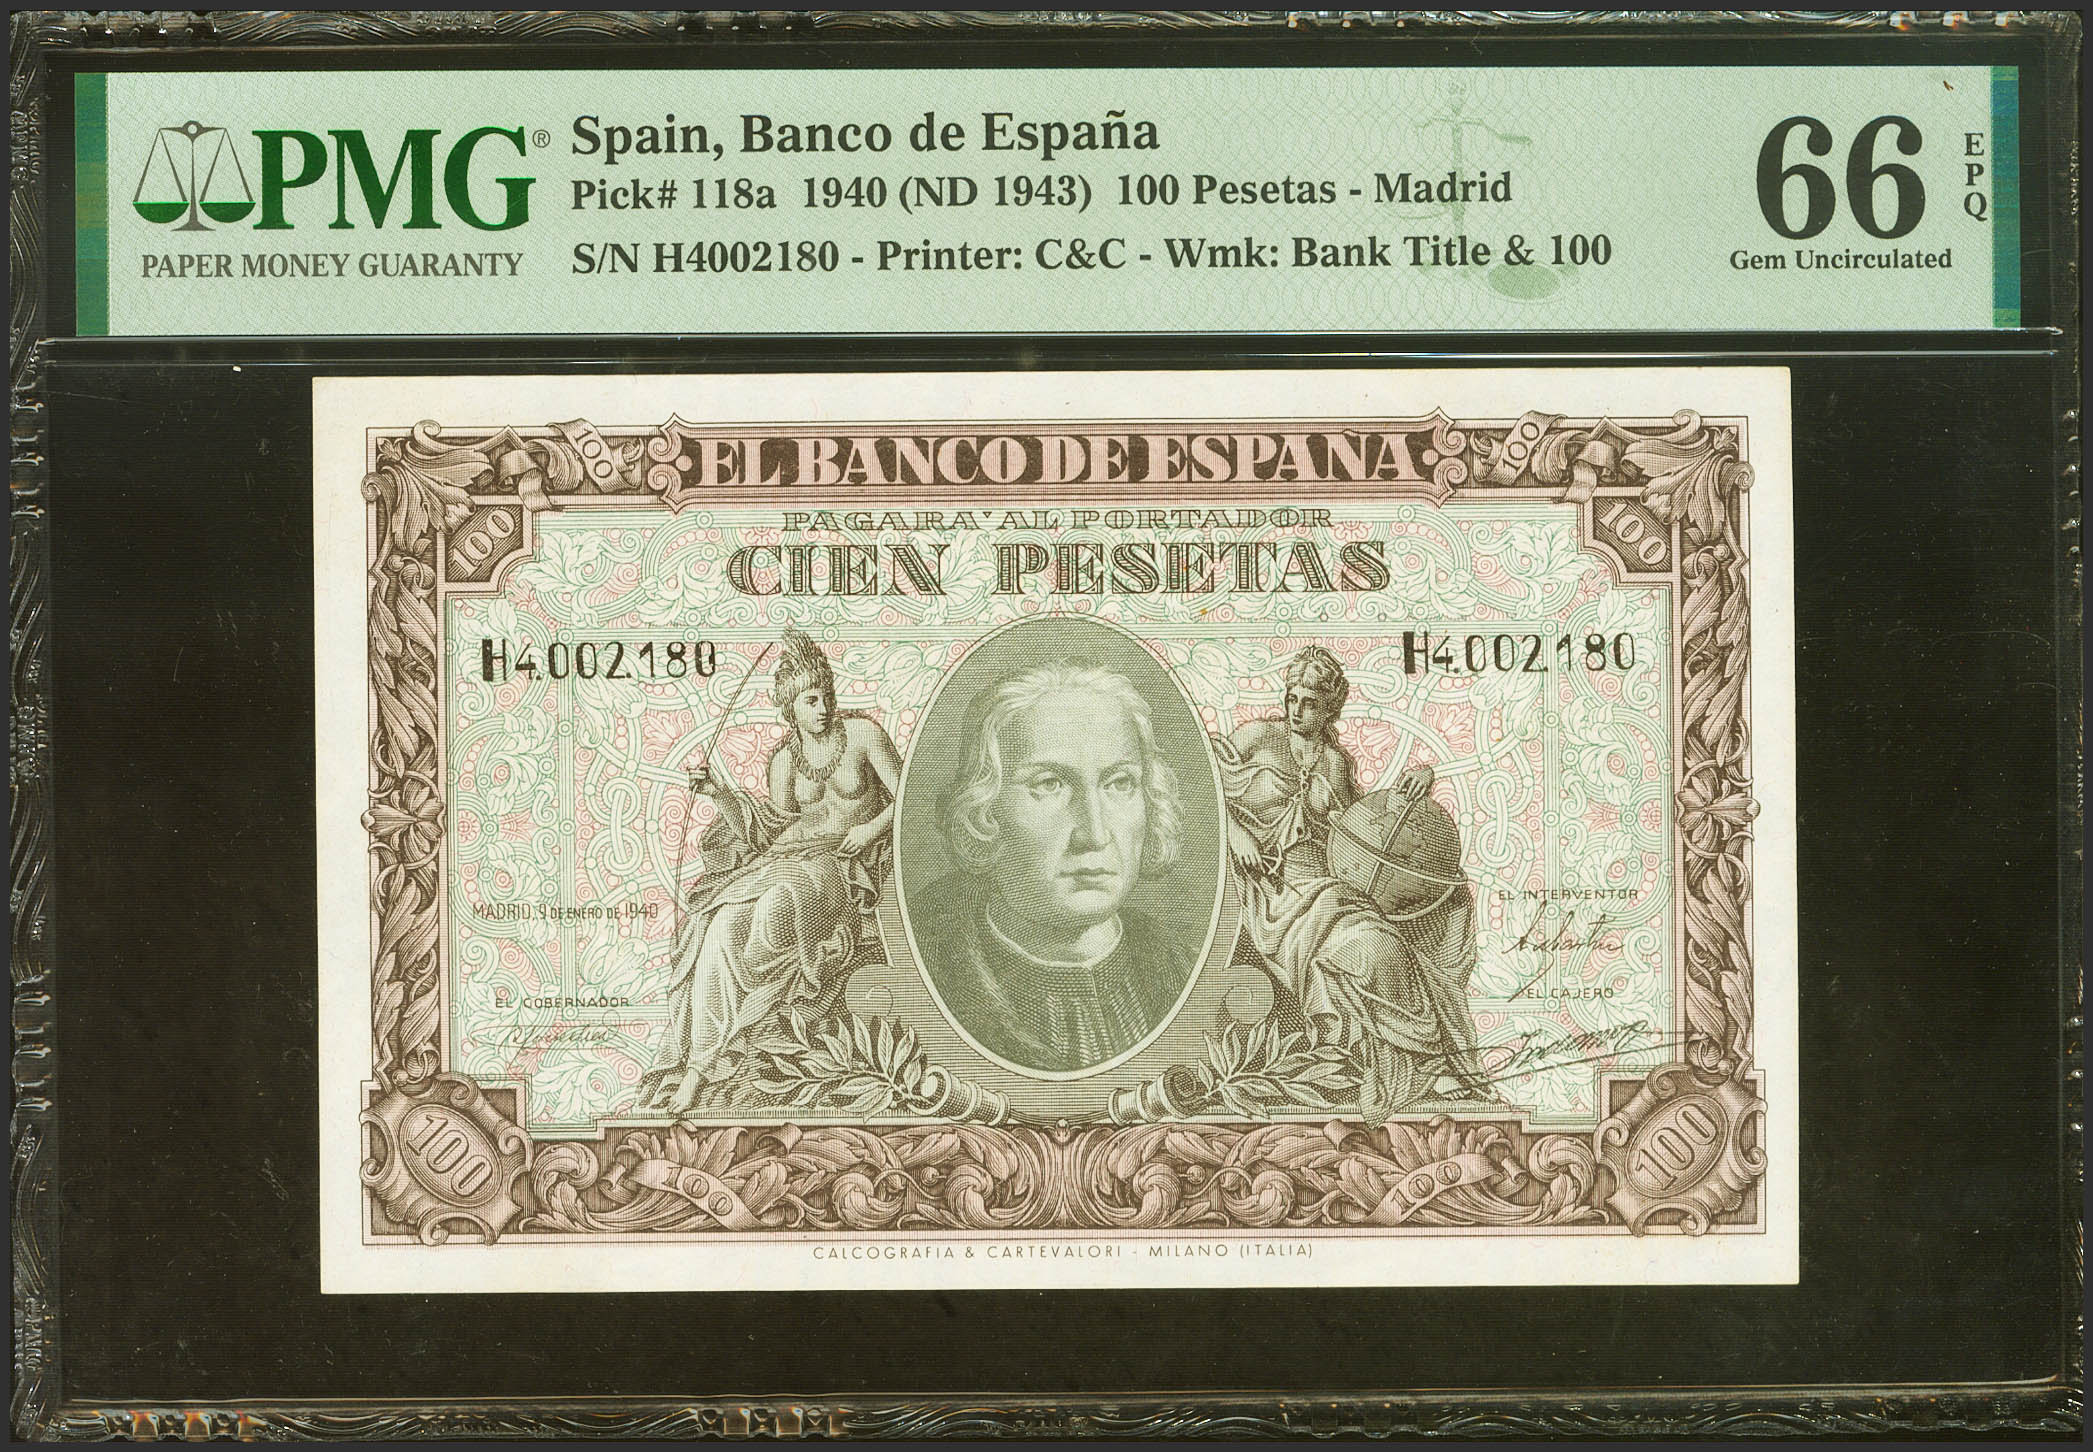 PMG®
PAPER MONEY GUARANTY
Spain, Banco de España
Pick# 118a 1940 (ND 1943) 100 Pesetas - Madrid
S/N H4002180 - Printer: C&C - Wmk: Bank Title & 100
66
EPQ
Gem Uncirculated
100
EL BANCO DE ESPAÑA
100
100
PAGARA' AL PORTADOR
100
CIEN PESETAS
H4.002.180
H4.002.180
MADRID, 9 DE ENERO DE 1940
EL INTERVENTOR
EL GOBERNADOR
EL CAJERO
100
100
100
100
CALCOGRAFIA & CARTEVALORI - MILANO (ITALIA)